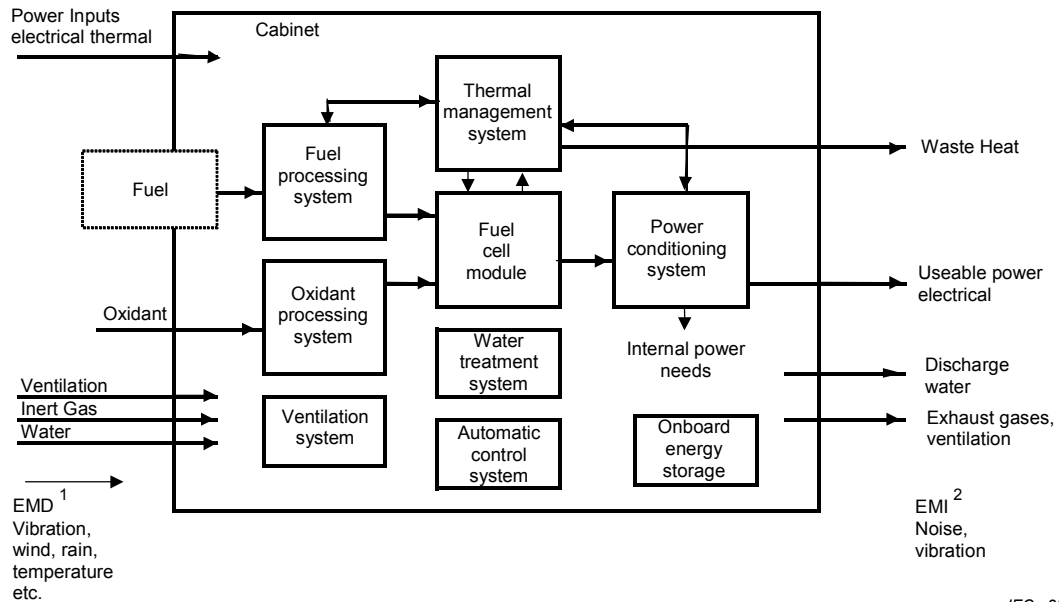 Power Inputs
electrical thermal
Cabinet
Thermal
management
system
Fuel
processing
system
Waste Heat
Fuel
Fuel
cell
module
Power
conditioning
system
Useable power
electrical
Oxidant
processing
system
Oxidant
Water
treatment
system
Internal power
needs
Discharge
water
Ventilation
Inert Gas
Water
Ventilation
system
Automatic
control
system
Onboard
energy
storage
Exhaust gases,
ventilation
EMD 1
Vibration,
wind, rain,
temperature
etc.
EMI 2
Noise,
vibration